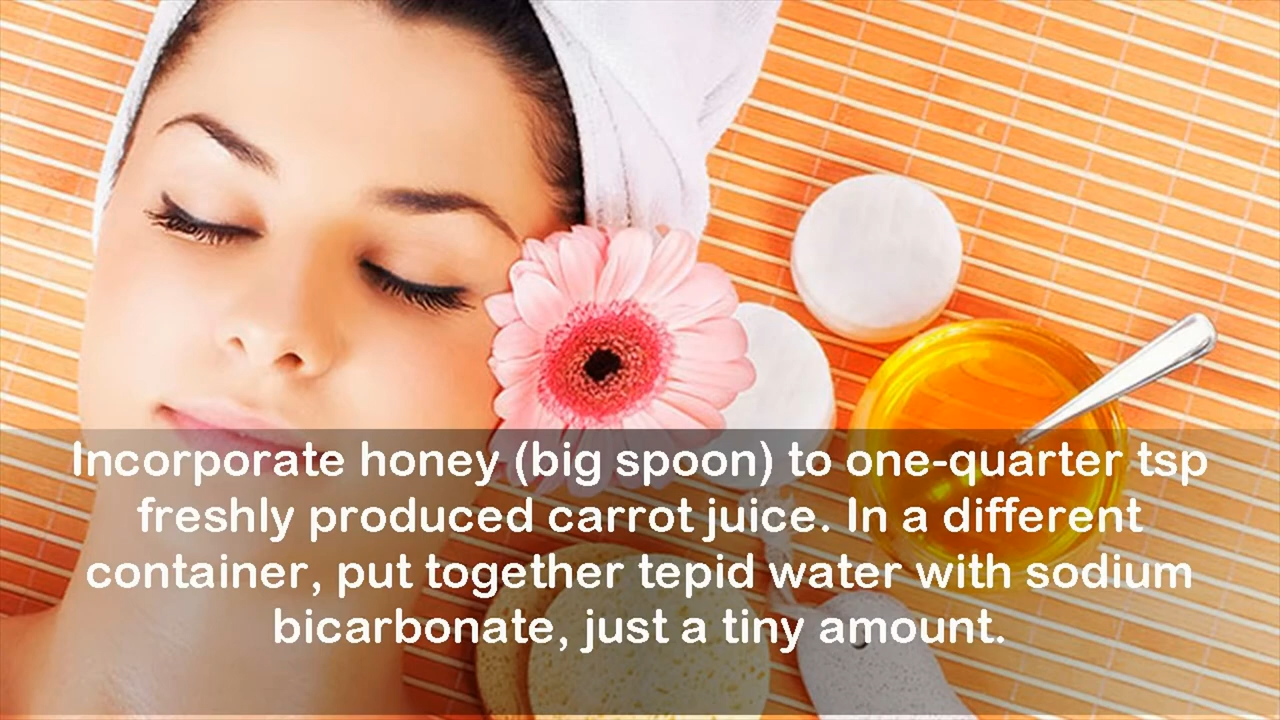 Incorporate honey (big spoon) to one-quarter tsp
freshly produced carrot juice. In a different
container, put together tepid water with sodium
bicarbonate, just a tiny amount.